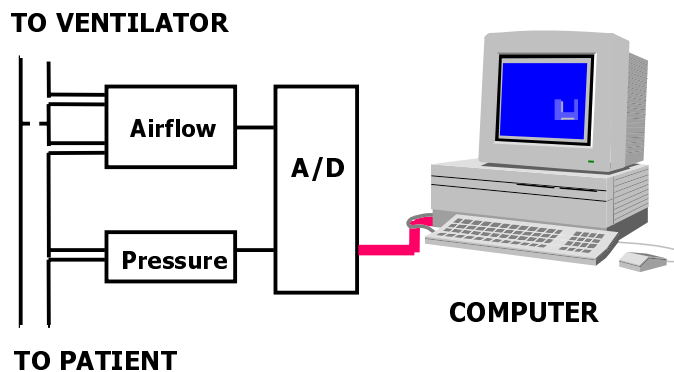 TO VENTILATOR
Airflow
A/D
Pressure
COMPUTER
TO PATIENT